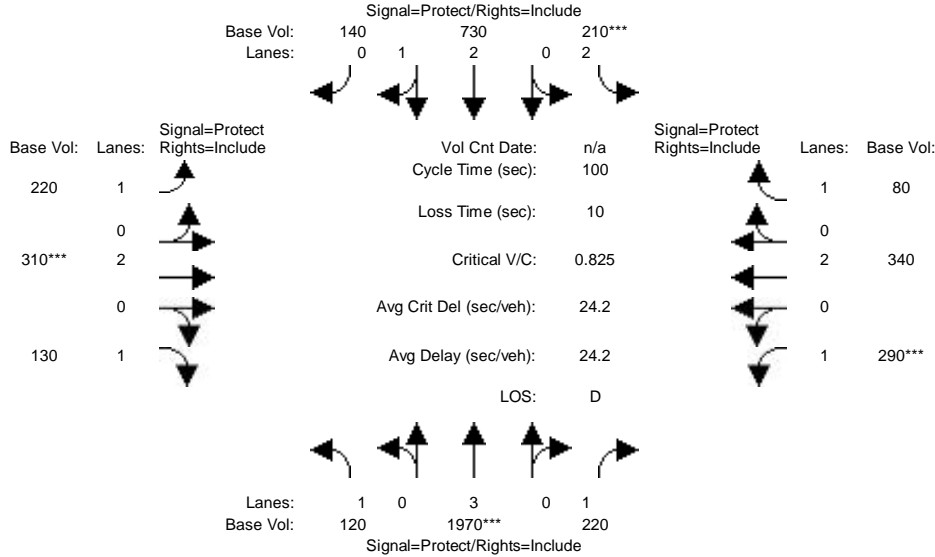 Signal=Protect/Rights=Include
Base Vol: 140 730 210***
Lanes: 0 1 2 0 2
Signal=Protect
Base Vol: Lanes: Rights=Include
Vol Cnt Date: n/a
Signal=Protect
Rights=Include Lanes: Base Vol:
Cycle Time (sec): 100
220 1
1 80
Loss Time (sec): 10
0
0
310*** 2
Critical V/C: 0.825
2 340
0
Avg Crit Del (sec/veh): 24.2
0
130 1
Avg Delay (sec/veh): 24.2
1 290***
LOS: D
Lanes: 1 0 3 0 1
Base Vol: 120 1970*** 220
Signal=Protect/Rights=Include